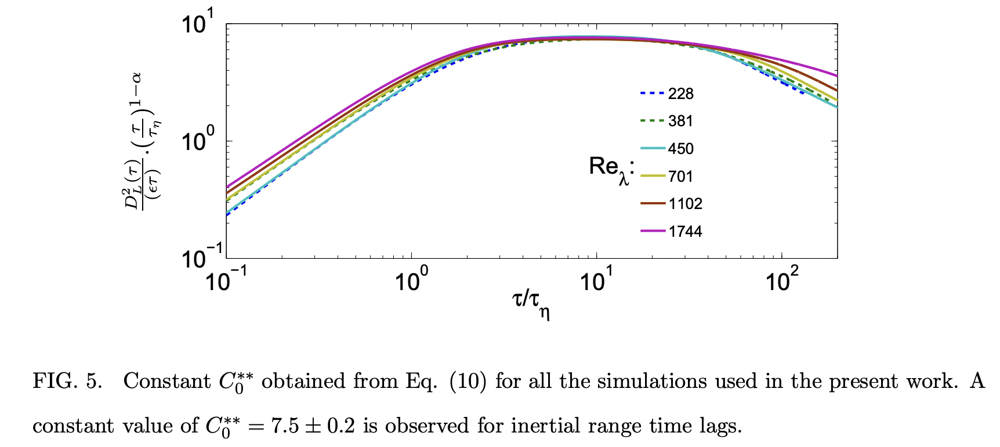 10^1
10^0
10^−1
\frac{D_L^2(τ)}{(ϵτ)}.(\frac{τ}{τ_η})^{1−α}
228
381
450
Re_λ:
701
1102
1744
10^−1 10^0 10^1 10^2
τ/τ_η
FIG. 5. Constant C_0^{**} obtained from Eq. (10) for all the simulations used in the present work. A
constant value of C_0^{**} = 7.5 ± 0.2 is observed for inertial range time lags.